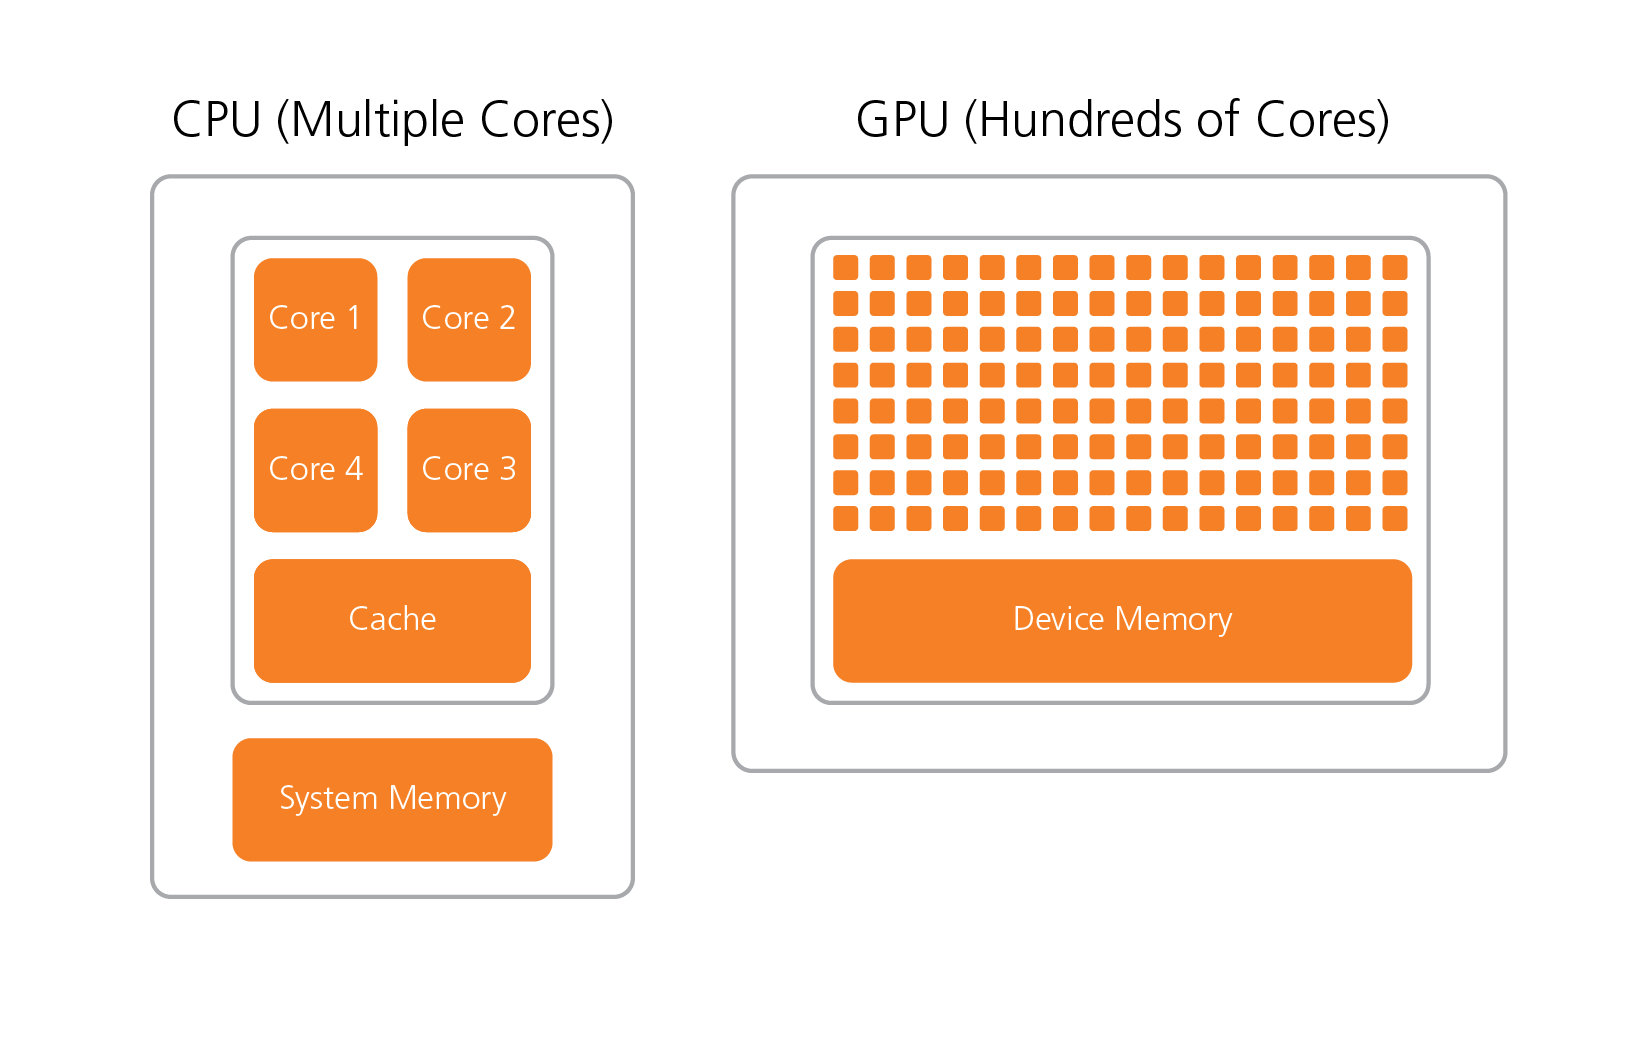 CPU (Multiple Cores)
GPU (Hundreds of Cores)
Core 1
Core 2
Core 4
Core 3
Cache
System Memory
Device Memory